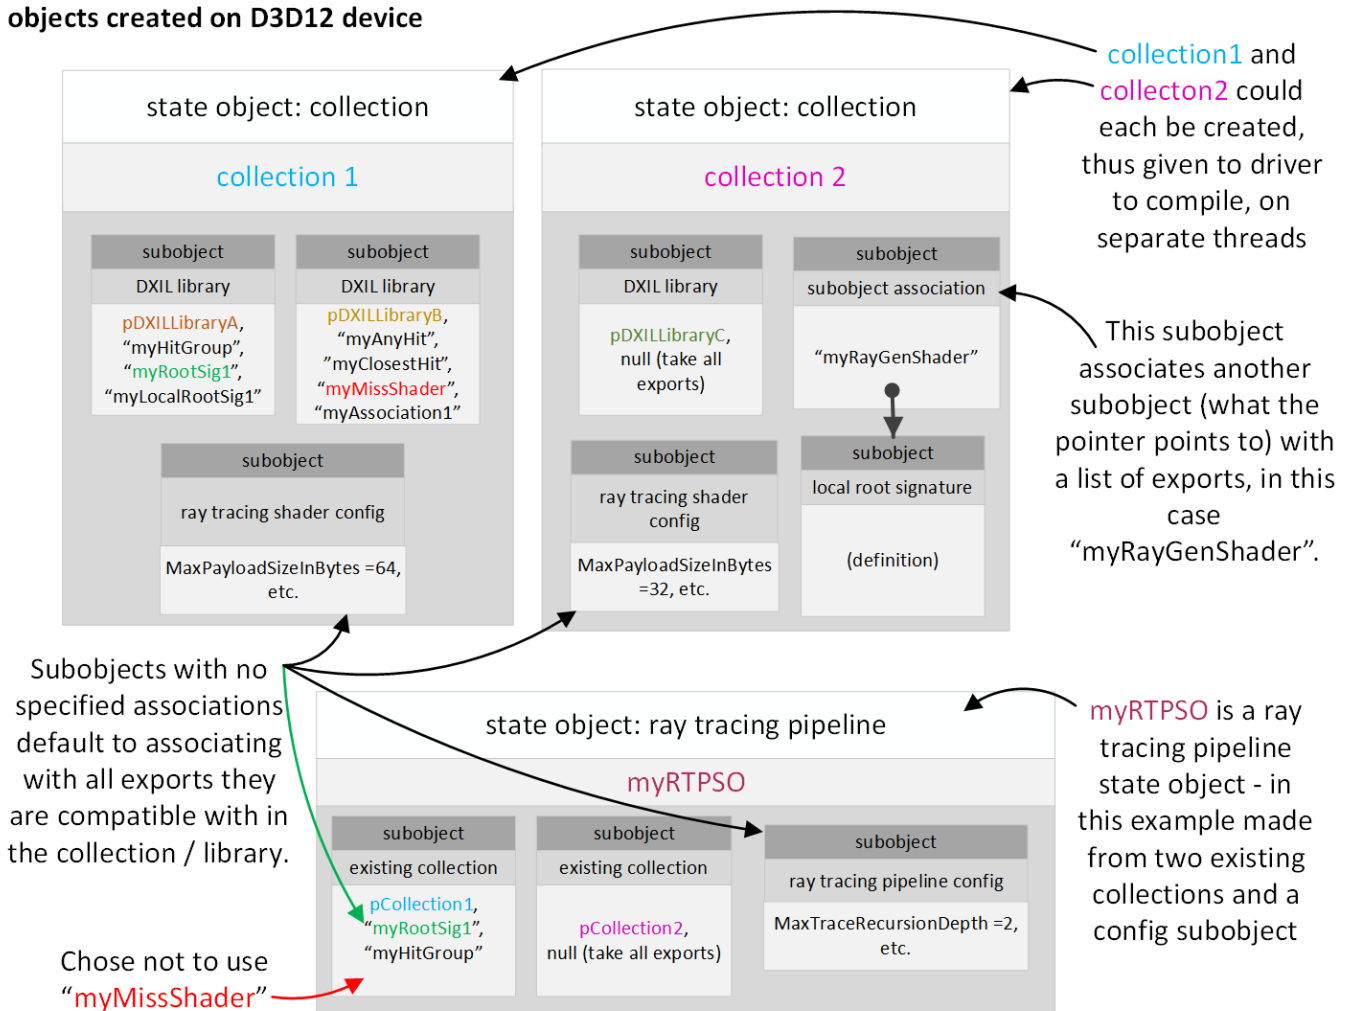 objects created on D3D12 device
collection1 and
collecton2 could
each be created,
thus given to driver
to compile, on
separate threads
state object: collection
collection 1
subobject
DXIL library
pDXILLibraryA,
“myHitGroup”,
“myRootSig1”,
“myLocalRootSig1”
subobject
DXIL library
pDXILLibraryB,
“myAnyHit”,
”myClosestHit”,
“myMissShader”,
“myAssociation1”
subobject
ray tracing shader config
MaxPayloadSizeInBytes =64,
etc.
state object: collection
collection 2
subobject
DXIL library
pDXILLibraryC,
null (take all
exports)
subobject
subobject association
“myRayGenShader”
subobject
ray tracing shader
config
MaxPayloadSizeInBytes
=32, etc.
subobject
local root signature
(definition)
This subobject
associates another
subobject (what the
pointer points to) with
a list of exports, in this
case
“myRayGenShader”.
Subobjects with no
specified associations
default to associating
with all exports they
are compatible with in
the collection / library.
state object: ray tracing pipeline
myRTPSO
subobject
existing collection
pCollection1,
“myRootSig1”,
“myHitGroup”
subobject
existing collection
pCollection2,
null (take all exports)
subobject
ray tracing pipeline config
MaxTraceRecursionDepth =2,
etc.
myRTPSO is a ray
tracing pipeline
state object - in
this example made
from two existing
collections and a
config subobject
Chose not to use
“myMissShader”